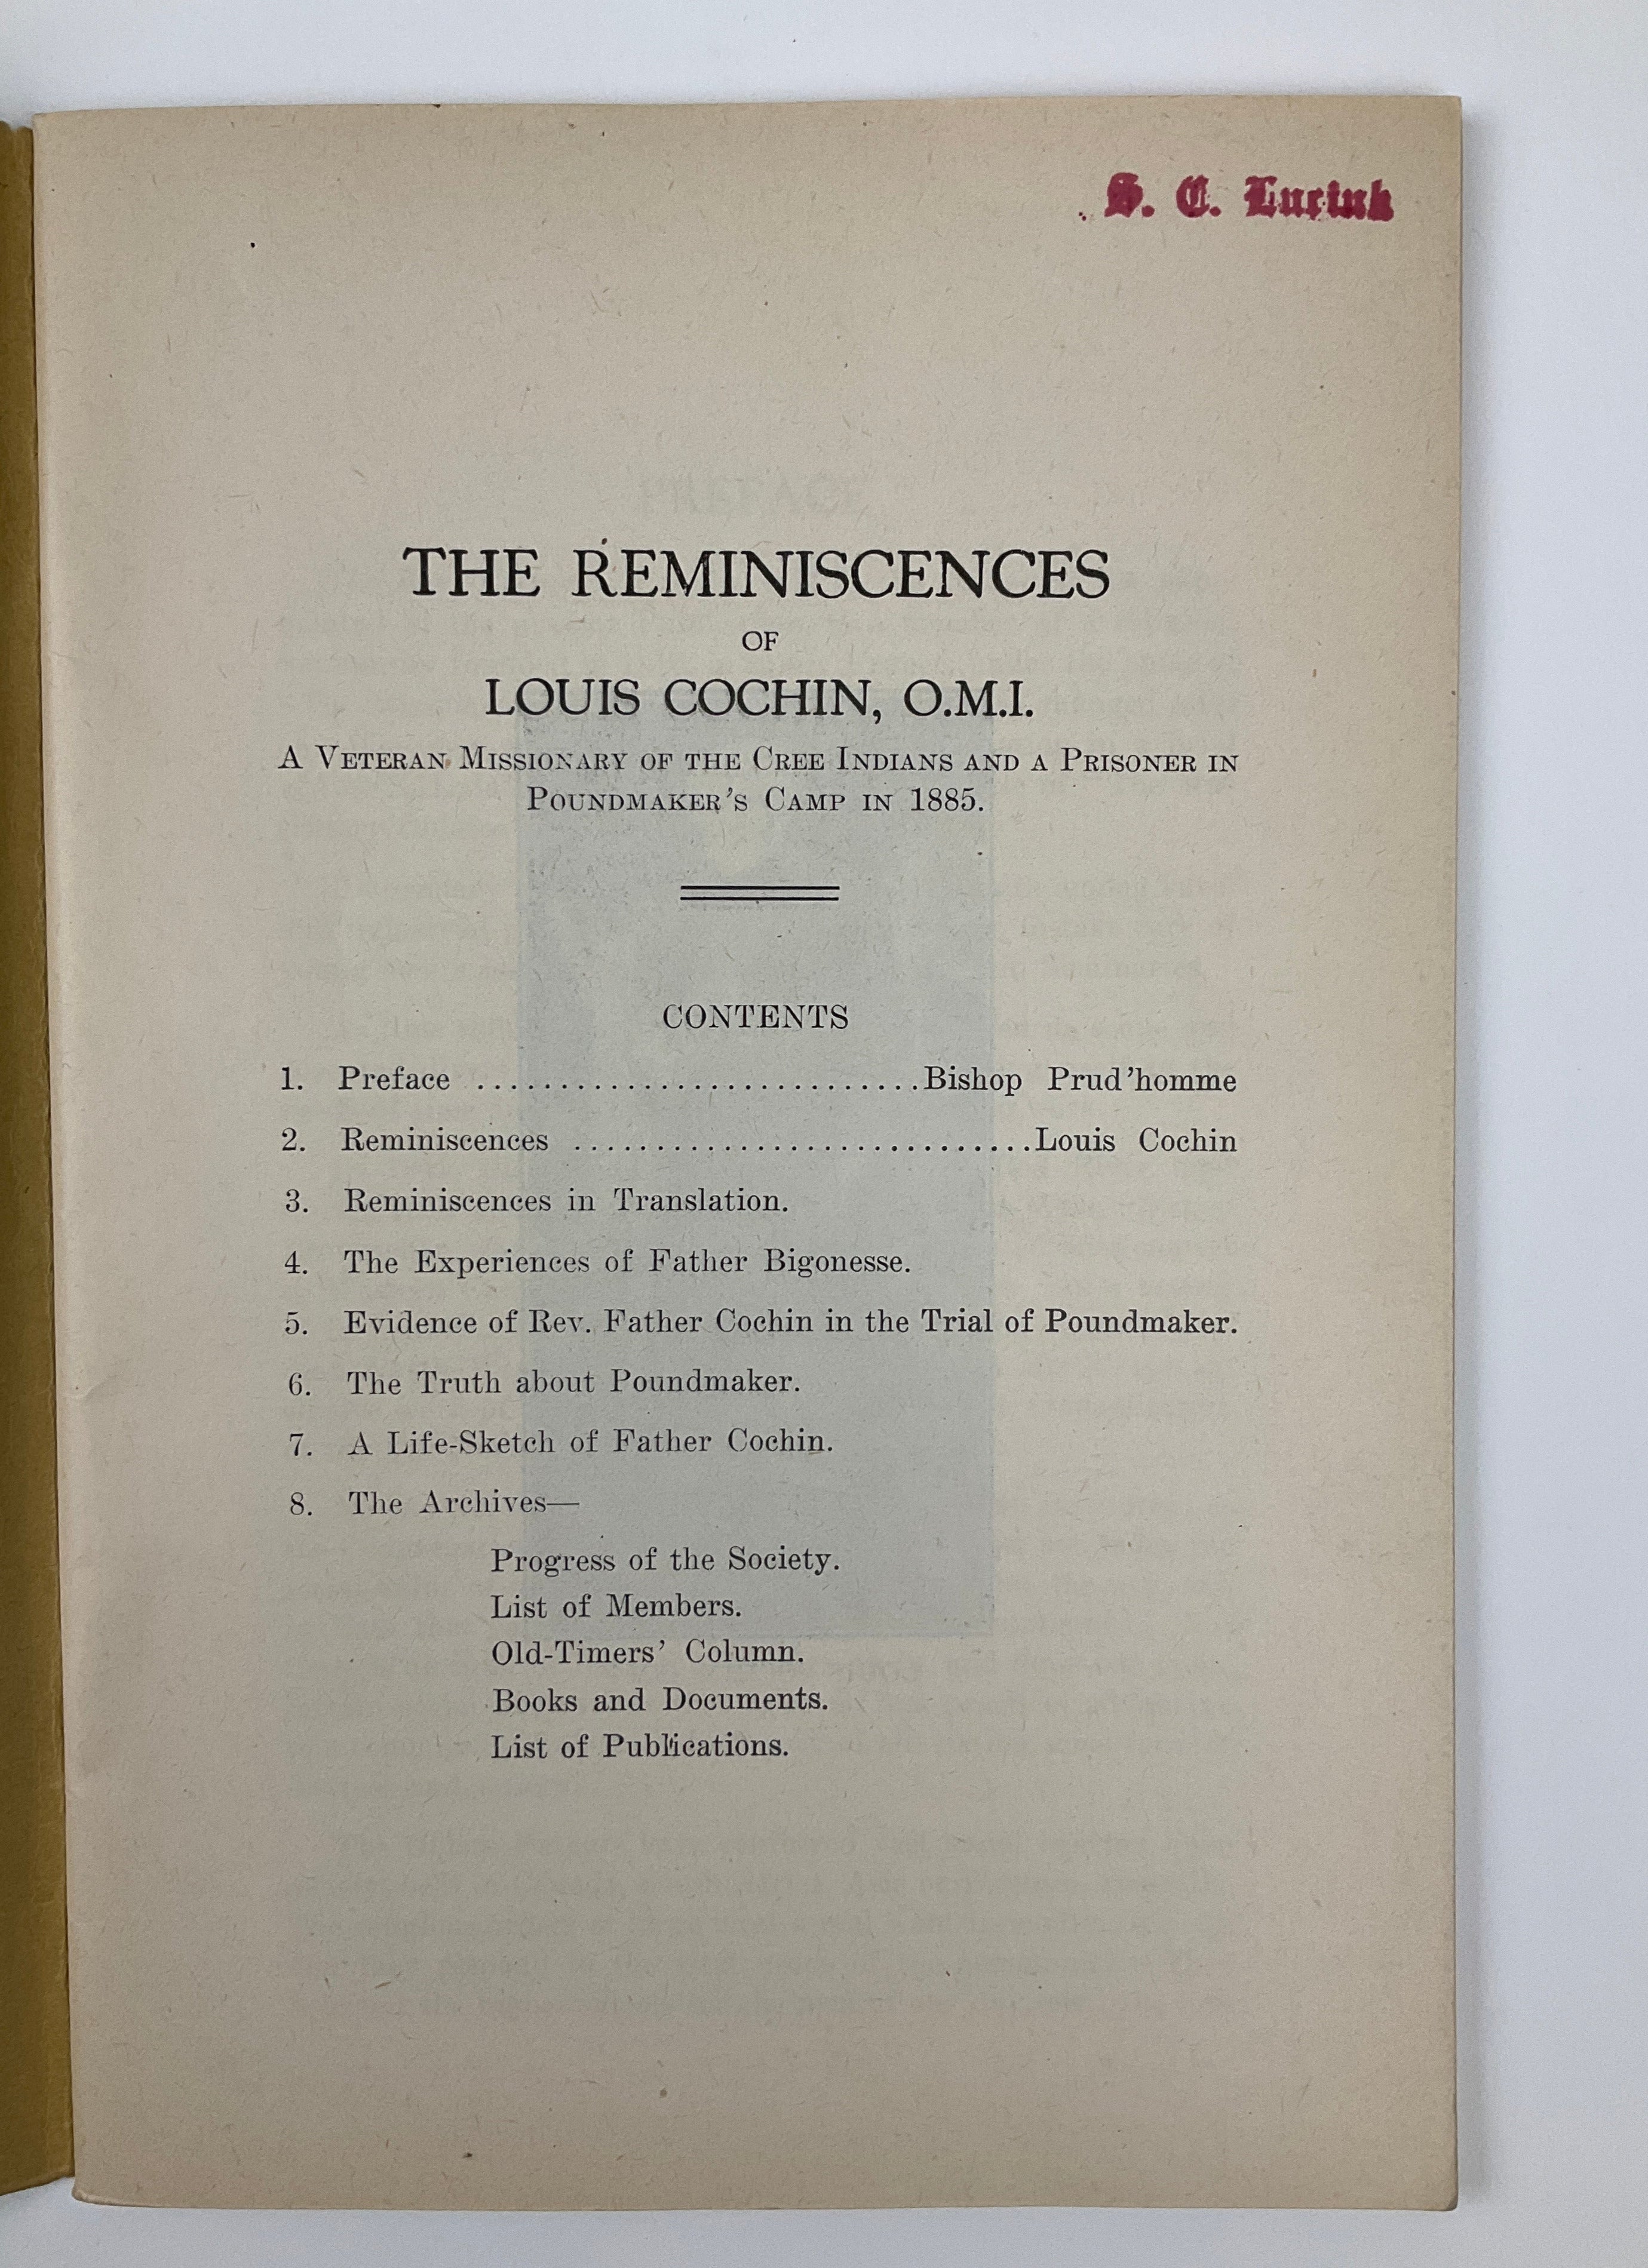 S. C. Luciuk
THE REMINISCENCES
OF
LOUIS COCHIN, O.M.I.
A Veteran Missionary of the Cree Indians and a Prisoner in
Poundmaker's Camp in 1885.
CONTENTS
1. Preface ...........................Bishop Prud'homme
2. Reminiscences ............................Louis Cochin
3. Reminiscences in Translation.
4. The Experiences of Father Bigonesse.
5. Evidence of Rev. Father Cochin in the Trial of Poundmaker.
6. The Truth about Poundmaker.
7. A Life-Sketch of Father Cochin.
8. The Archives—
Progress of the Society.
List of Members.
Old-Timers' Column.
Books and Documents.
List of Publications.